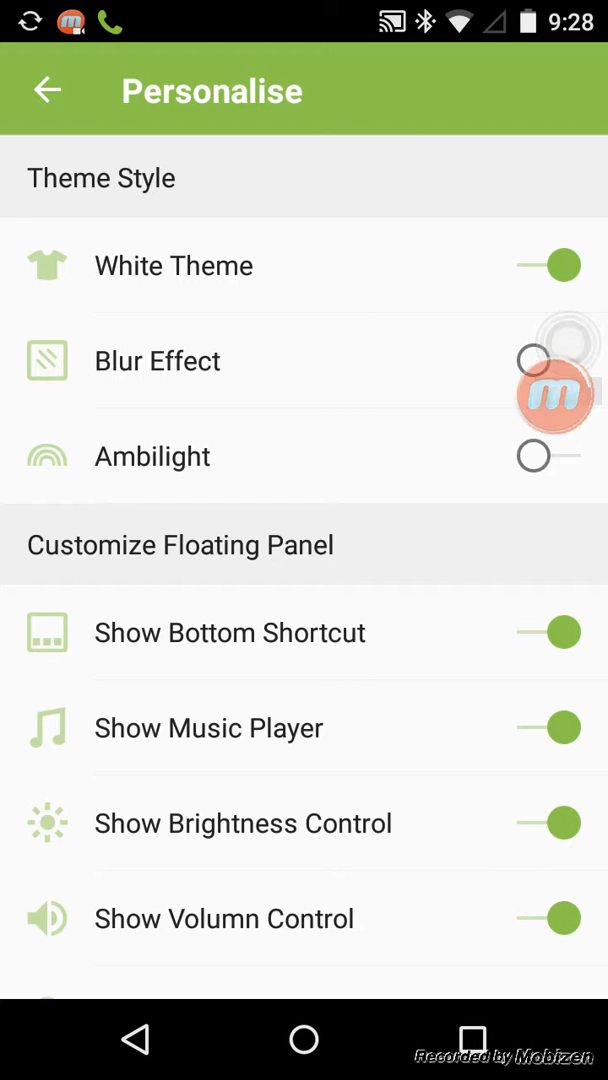 9:28
Personalise
Theme Style
White Theme
Blur Effect
m
Ambilight
Customize Floating Panel
Show Bottom Shortcut
Show Music Player
Show Brightness Control
Show Volumn Control
Recorded by Mobizen